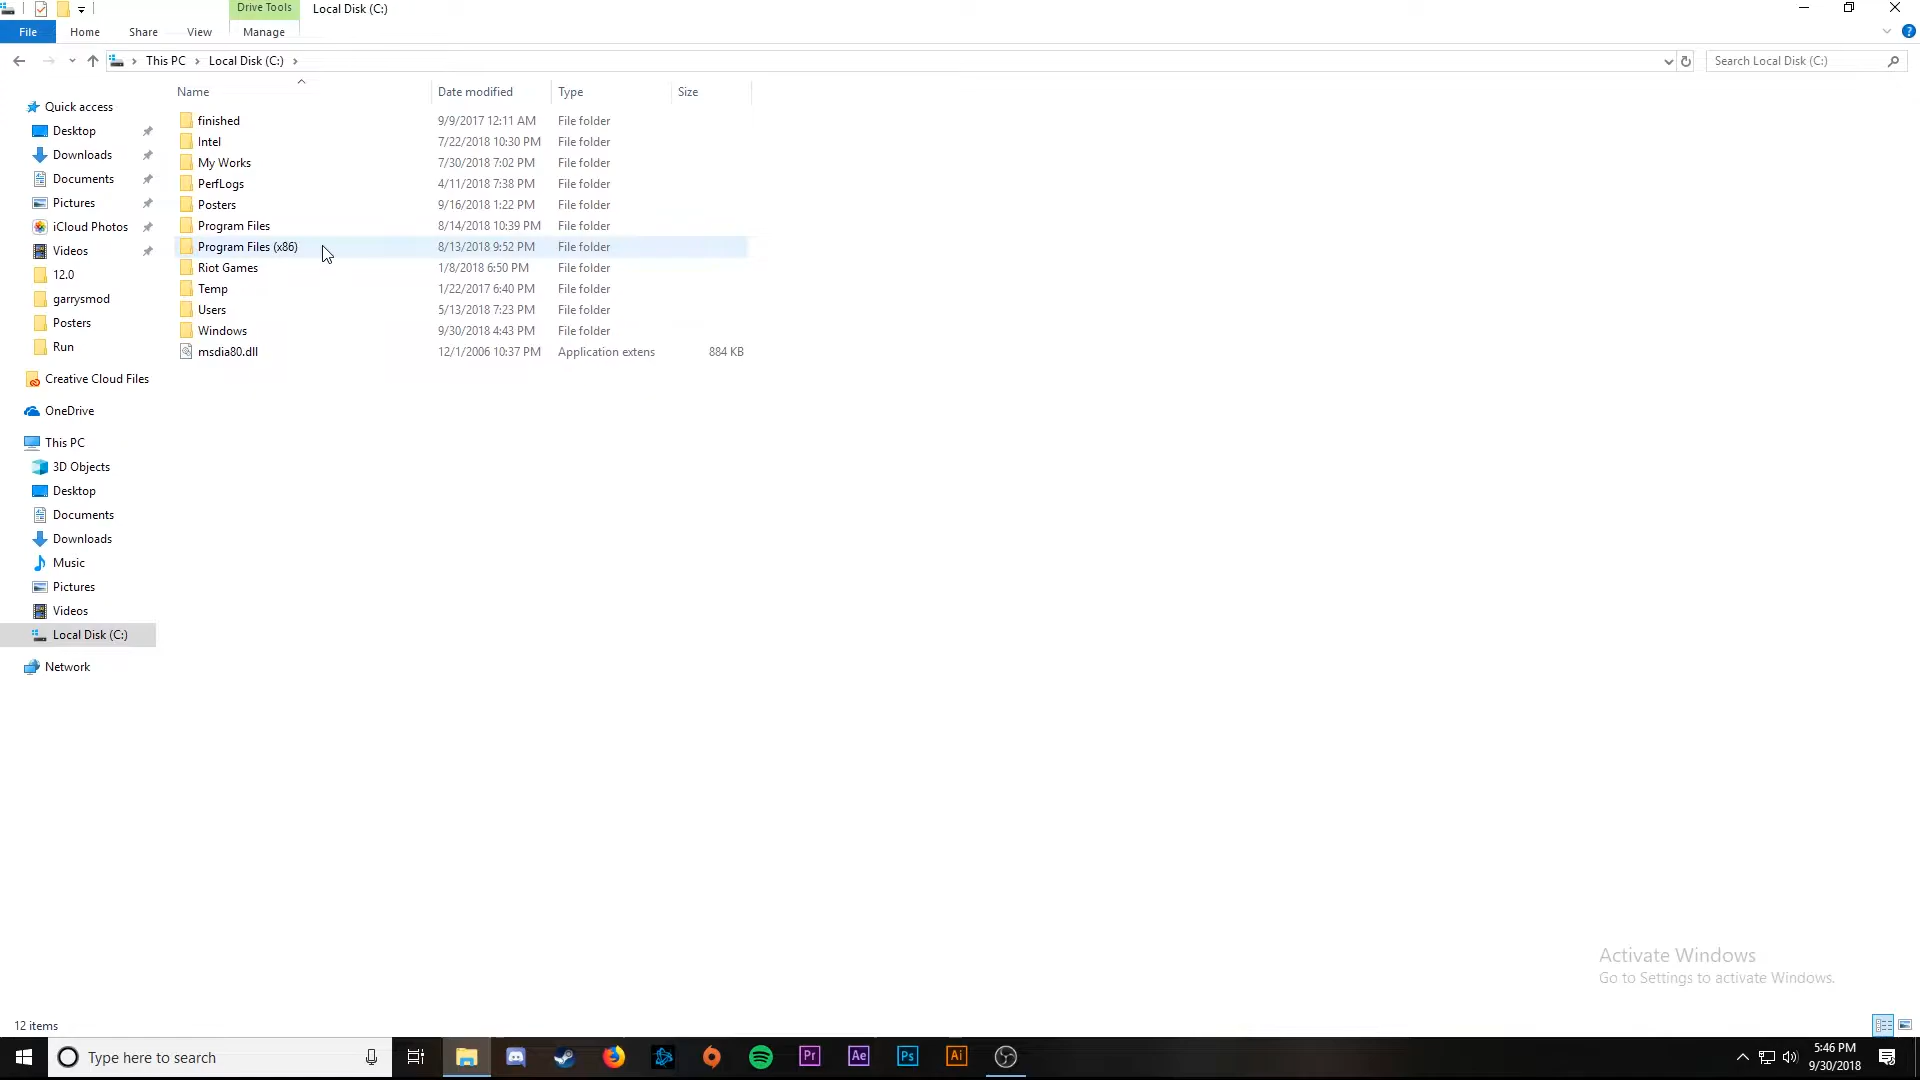 Drive Tools
Local Disk (C:)
File
Home
Share
View
Manage
This PC
Local Disk (C:)
Search Local Disk (C:)
Name
Date modified
Type
Size
Quick access
Desktop
Downloads
Documents
Pictures
iCloud Photos
Videos
12.0
garrysmod
Posters
Run
Creative Cloud Files
OneDrive
This PC
3D Objects
Desktop
Documents
Downloads
Music
Pictures
Videos
Local Disk (C:)
Network
finished 9/9/2017 12:11 AM File folder
Intel 7/22/2018 10:30 PM File folder
My Works 7/30/2018 7:02 PM File folder
PerfLogs 4/11/2018 7:38 PM File folder
Posters 9/16/2018 1:22 PM File folder
Program Files 8/14/2018 10:39 PM File folder
Program Files (x86) 8/13/2018 9:52 PM File folder
Riot Games 1/8/2018 6:50 PM File folder
Temp 1/22/2017 6:40 PM File folder
Users 5/13/2018 7:23 PM File folder
Windows 9/30/2018 4:43 PM File folder
msdia80.dll 12/1/2006 10:37 PM Application extens 884 KB
Activate Windows
Go to Settings to activate Windows.
12 items
Type here to search
Pr
Ae
Ps
Ai
5:46 PM
9/30/2018